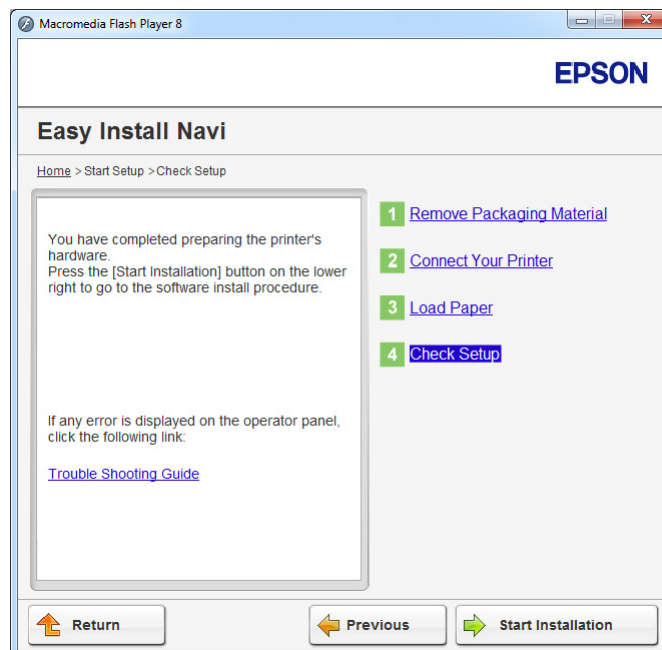 Macromedia Flash Player 8
EPSON
Easy Install Navi
Home > Start Setup >Check Setup
You have completed preparing the printer's
hardware.
Press the [Start Installation] button on the lower
right to go to the software install procedure.
If any error is displayed on the operator panel,
click the following link:
Trouble Shooting Guide
1 Remove Packaging Material
2 Connect Your Printer
3 Load Paper
4 Check Setup
Return
Previous
Start Installation